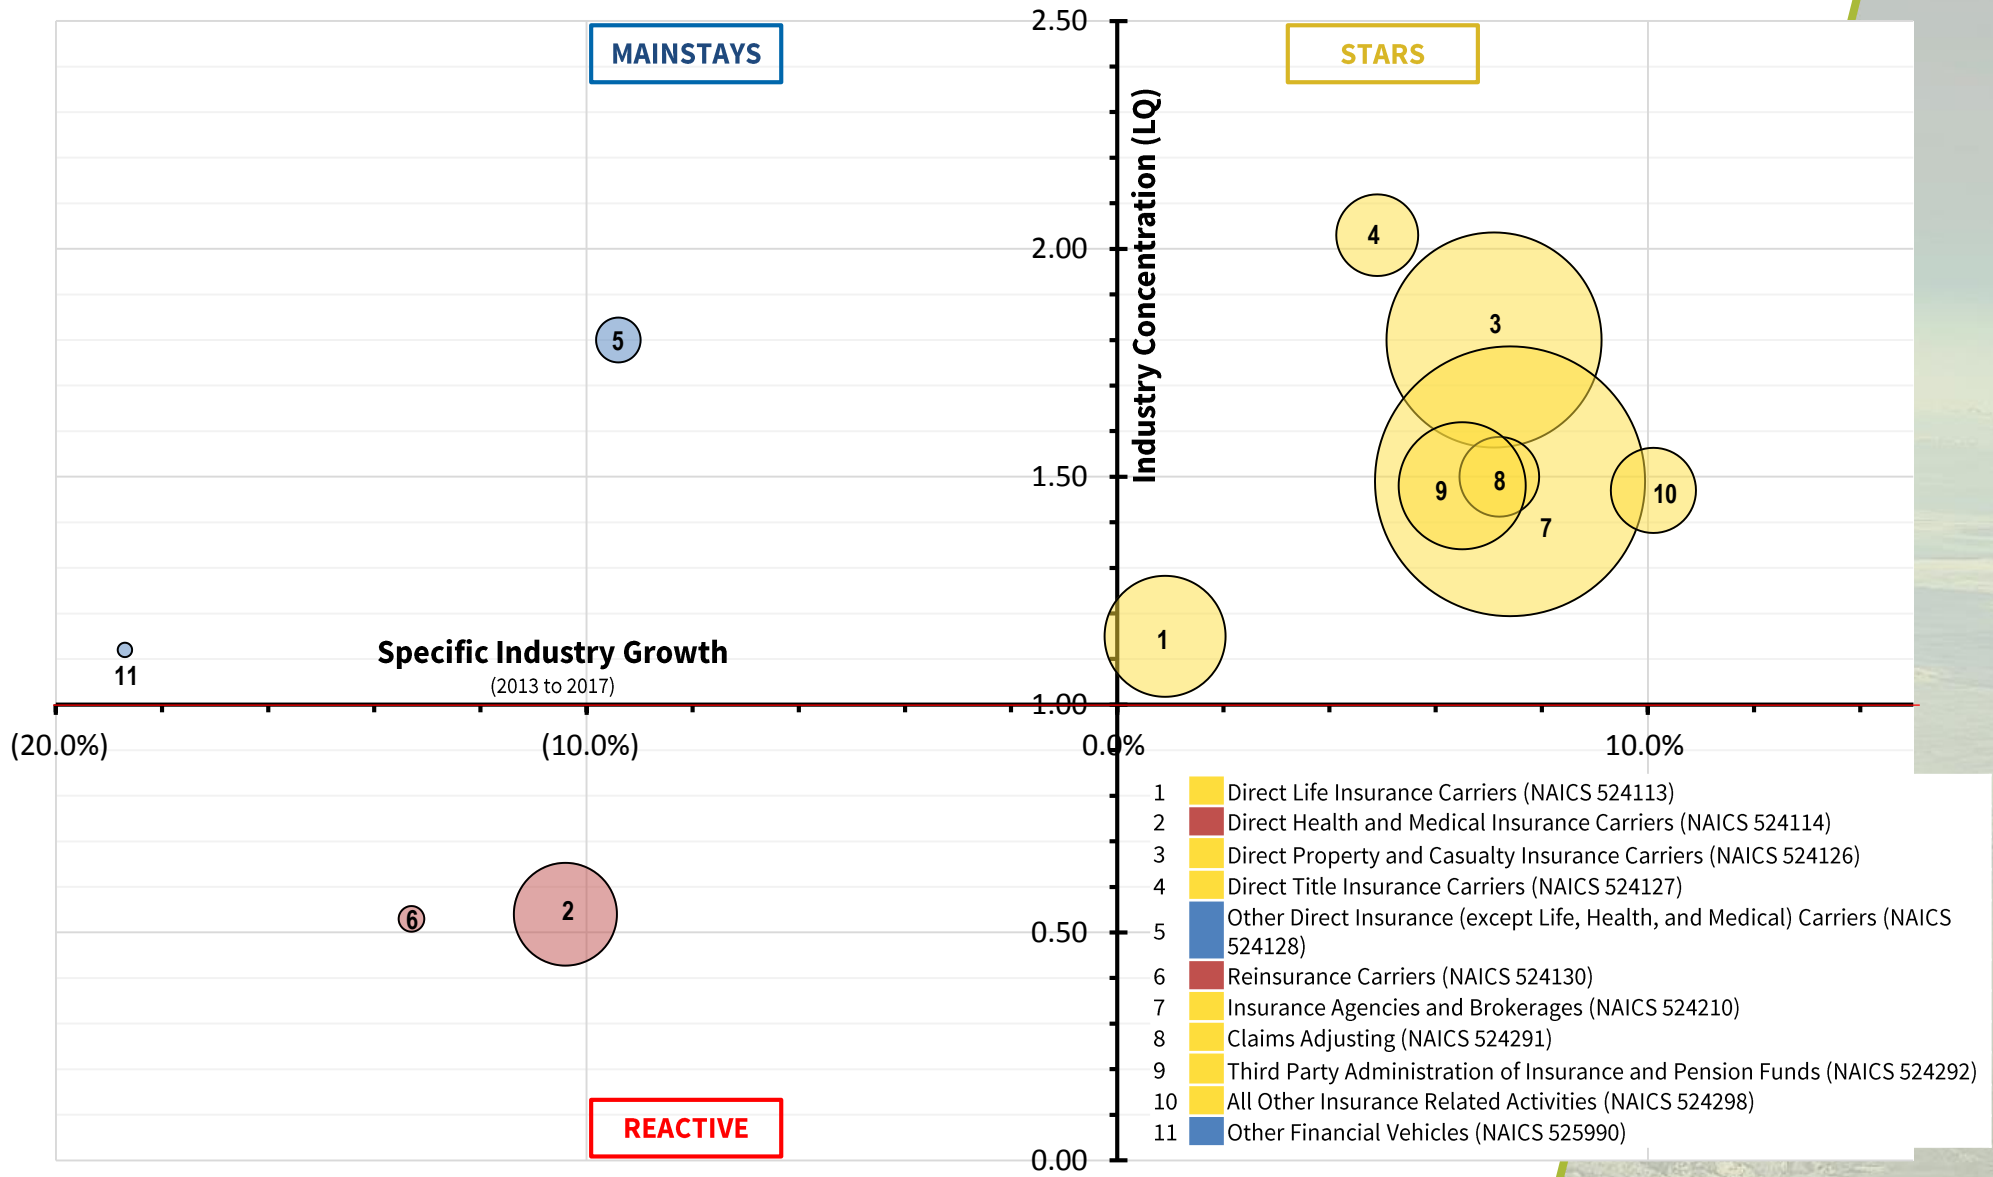 2.50
MAINSTAYS
STARS
Industry Concentration (LQ)
4
2.00
3
5
1.50
9
8
10
7
1
Specific Industry Growth
(2013 to 2017)
11
1.00
(20.0%)
(10.0%)
0.0%
10.0%
1 Direct Life Insurance Carriers (NAICS 524113)
2 Direct Health and Medical Insurance Carriers (NAICS 524114)
3 Direct Property and Casualty Insurance Carriers (NAICS 524126)
4 Direct Title Insurance Carriers (NAICS 524127)
5 Other Direct Insurance (except Life, Health, and Medical) Carriers (NAICS
524128)
6 Reinsurance Carriers (NAICS 524130)
7 Insurance Agencies and Brokerages (NAICS 524210)
8 Claims Adjusting (NAICS 524291)
9 Third Party Administration of Insurance and Pension Funds (NAICS 524292)
10 All Other Insurance Related Activities (NAICS 524298)
11 Other Financial Vehicles (NAICS 525990)
2
6
0.50
REACTIVE
0.00